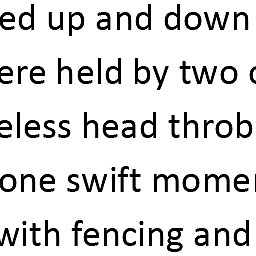 ed up and down
ere held by two
eless head throb
one swift momen
with fencing and